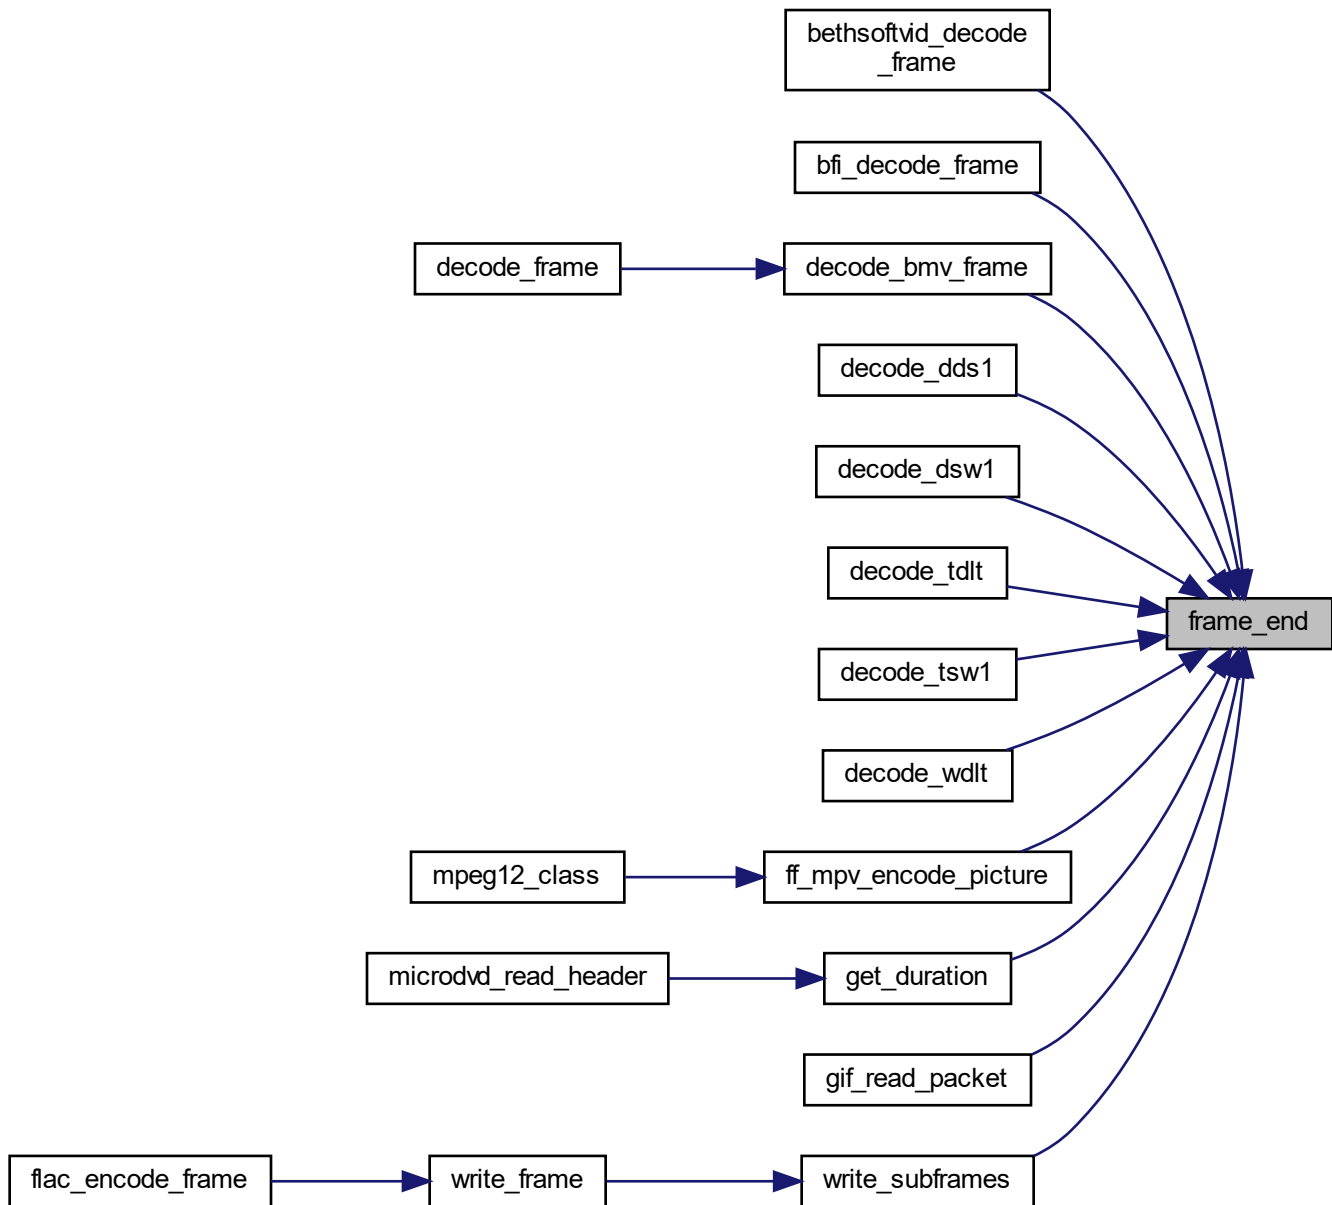 bethsoftvid_decode
_frame
bfi_decode_frame
decode_frame
decode_bmv_frame
decode_dds1
decode_dsw1
decode_tdlt
frame_end
decode_tsw1
decode_wdlt
mpeg12_class
ff_mpv_encode_picture
microdvd_read_header
get_duration
gif_read_packet
flac_encode_frame
write_frame
write_subframes